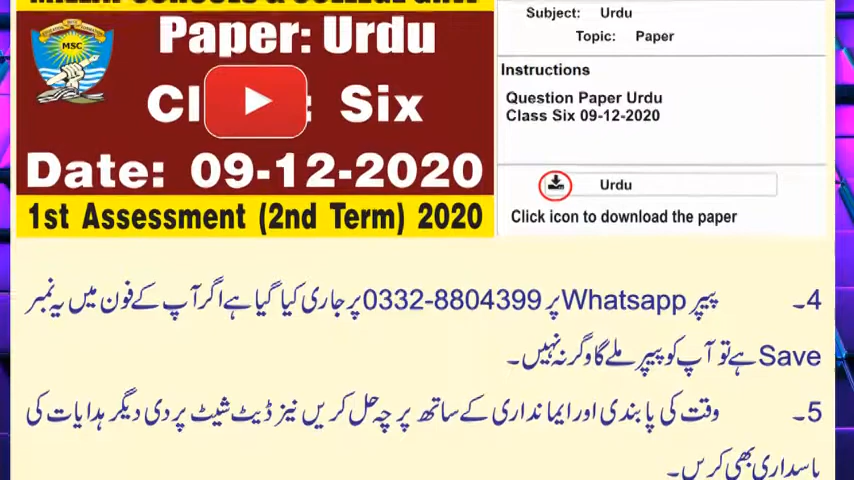 Paper: Urdu
Six
Date: 09-12-2020
1st Assessment (2nd Term) 2020
MSC
Subject: Urdu
Topic: Paper
Instructions
Question Paper Urdu
Class Six 09-12-2020
Urdu
Click icon to download the paper
4۔ پیپر Whatsapp پر 0332-8804399 پر جاری کیا گیا ہے اگر آپ کے فون میں یہ نمبر
Save ہے تو آپ کو پیپر ملے گا وگرنہ نہیں۔
5۔ وقت کی پابندی اور ایمانداری کے ساتھ پرچہ حل کریں نیز ڈیٹ شیٹ پر دی دیگر ہدایات کی
پاسداری بھی کریں۔